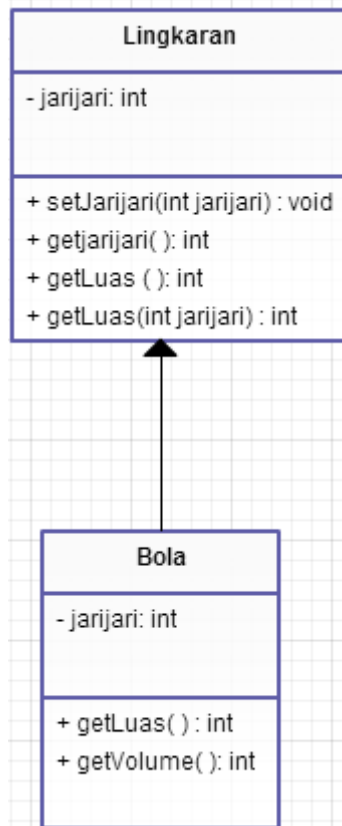 Lingkaran
- jarijari: int
+ setJarijari(int jarijari) : void
+ getjarijari( ): int
+ getLuas ( ): int
+ getLuas(int jarijari) : int
Bola
- jarijari: int
+ getLuas( ) : int
+ getVolume( ): int